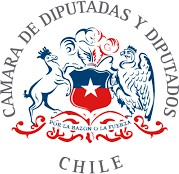 CAMARA DE DIPUTADAS Y DIPUTADOS
POR LA RAZON O LA FUERZA
CHILE